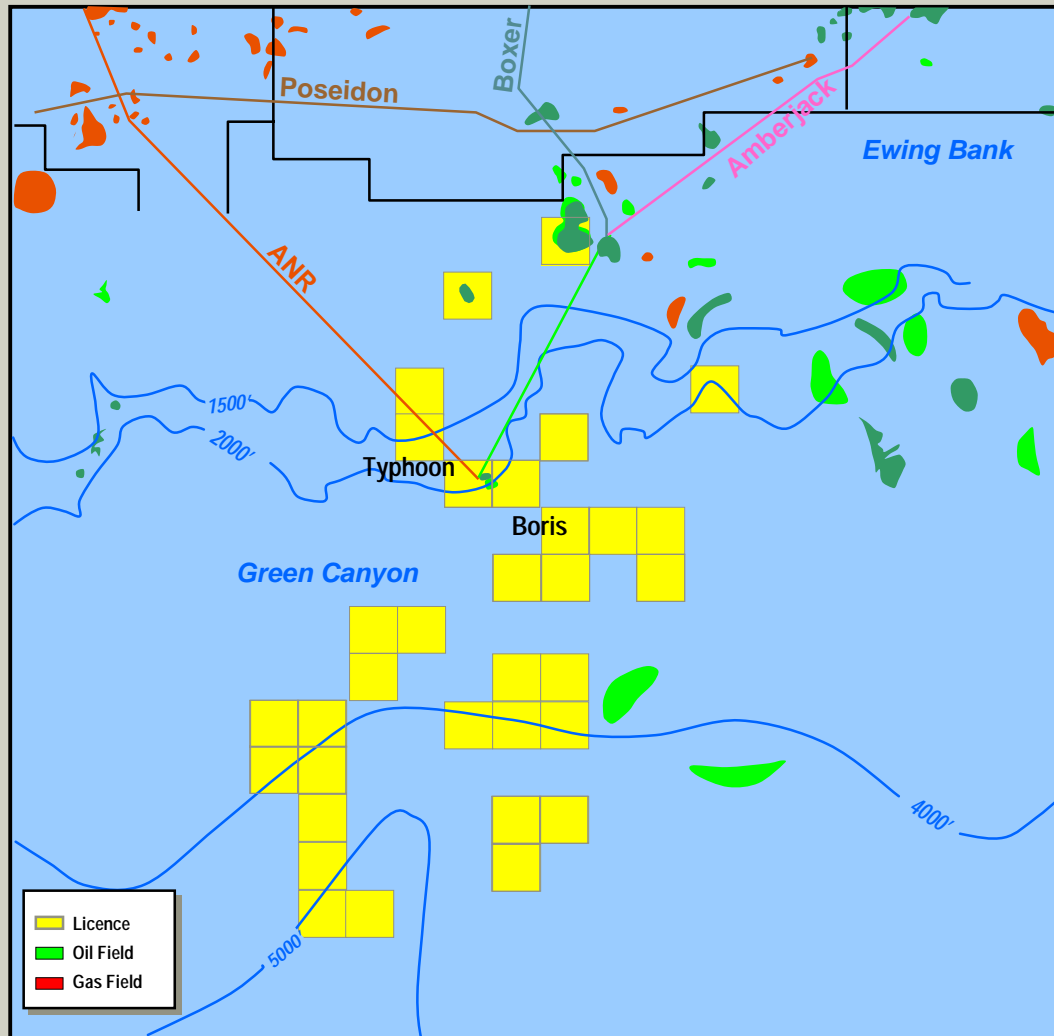 Boxer
Poseidon
Amberjack
Ewing Bank
ANR
1500'
2000'
Typhoon
Boris
Green Canyon
4000'
5000'
Licence
Oil Field
Gas Field